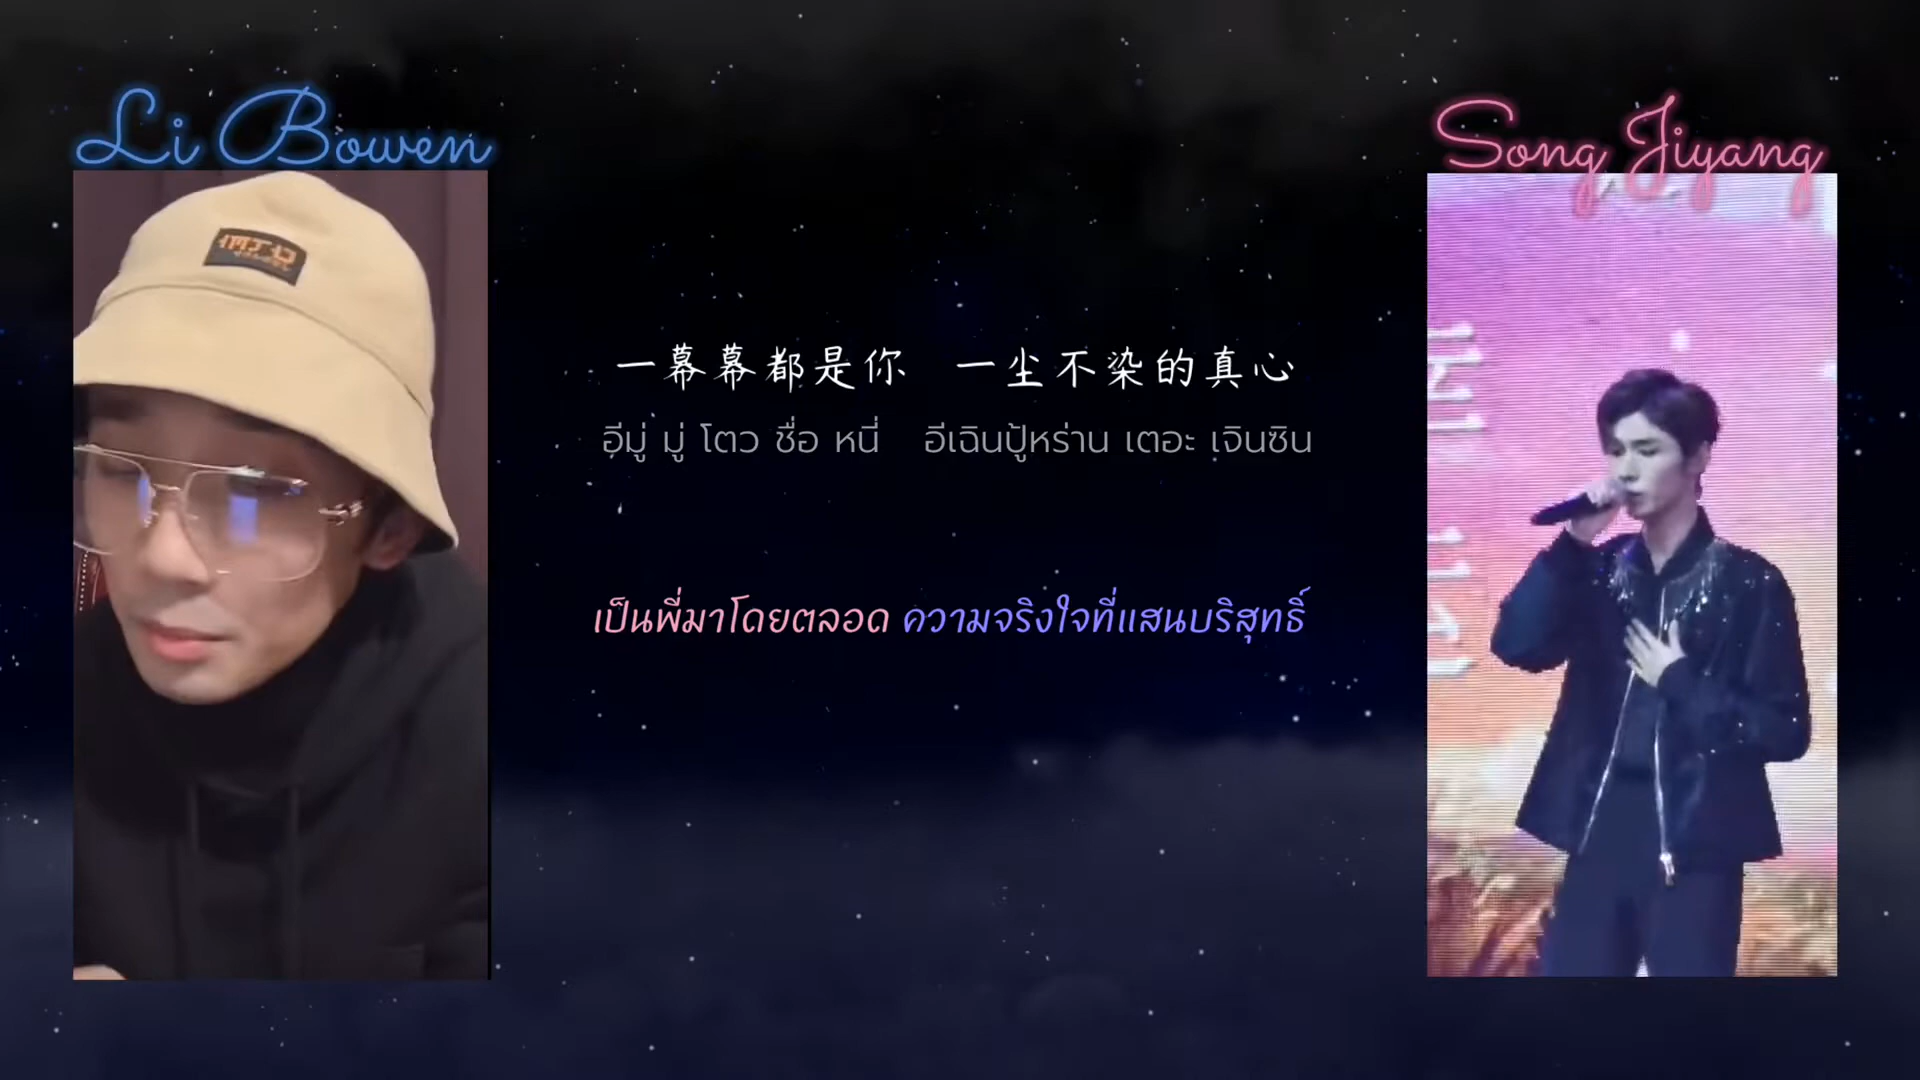 Li Bowen
Song Jiyang
一幕幕都是你 一尘不染的真心
อีมู่ มู่ โตว ชื่อ หนี่ อีเฉินปู้หร่าน เตอะ เจินซิน
เป็นพี่มาโดยตลอด ความจริงใจที่แสนบริสุทธิ์